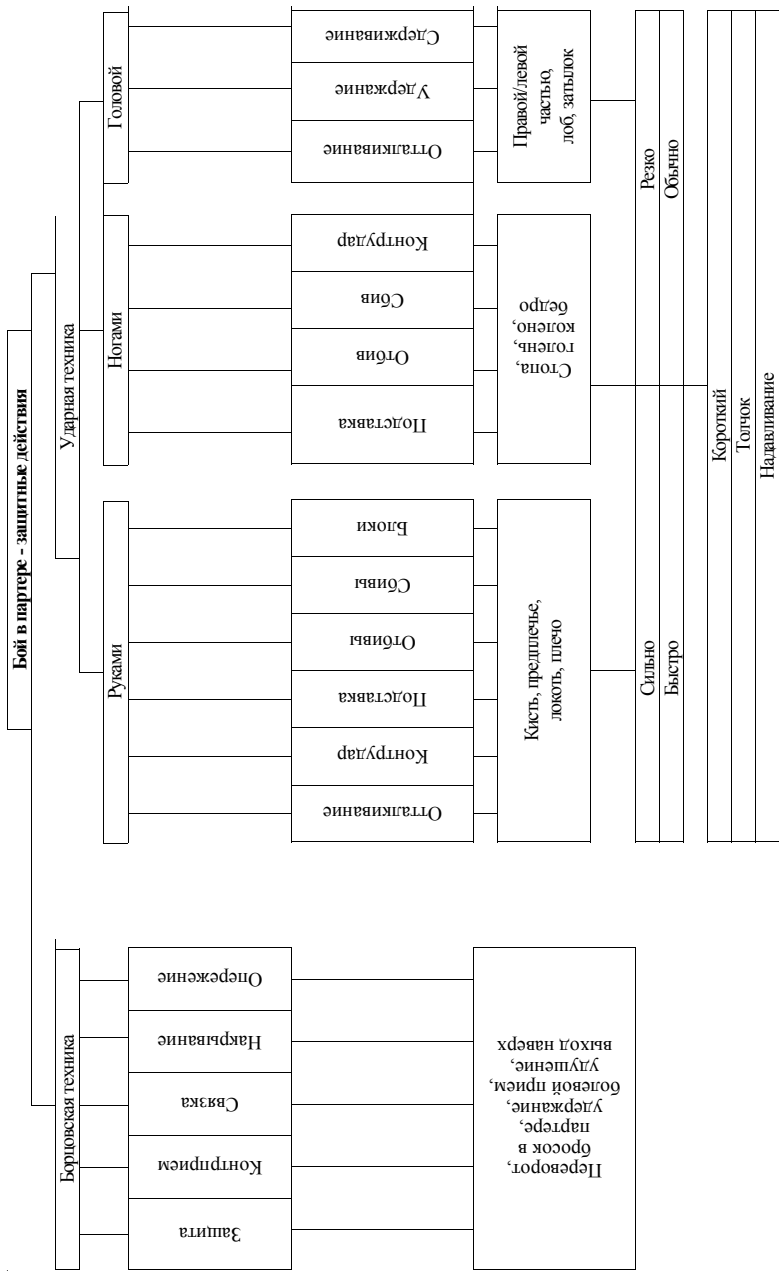 Бой в партере - защитные действия
Борцовская техника
Ударная техника
Руками
Ногами
Головой
Защита
Контрприем
Связка
Накрывание
Опережение
Отталкивание
Контрудар
Подставка
Отбивы
Сбивы
Блоки
Подставка
Отбив
Сбив
Контрудар
Отталкивание
Удержание
Сдерживание
Переворот,
бросок в
партере,
удержание,
болевой прием,
удушение,
выход наверх
Кисть, предплечье,
локоть, плечо
Стопа,
голень,
колено,
бедро
Правой/левой
частью,
лоб, затылок
Сильно
Резко
Быстро
Обычно
Короткий
Толчок
Надавливание